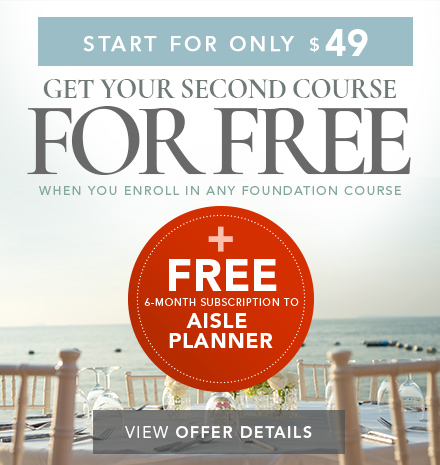 START FOR ONLY $49
GET YOUR SECOND COURSE
FOR FREE
WHEN YOU ENROLL IN ANY FOUNDATION COURSE
+
FREE
6-MONTH SUBSCRIPTION TO
AISLE
PLANNER
VIEW OFFER DETAILS